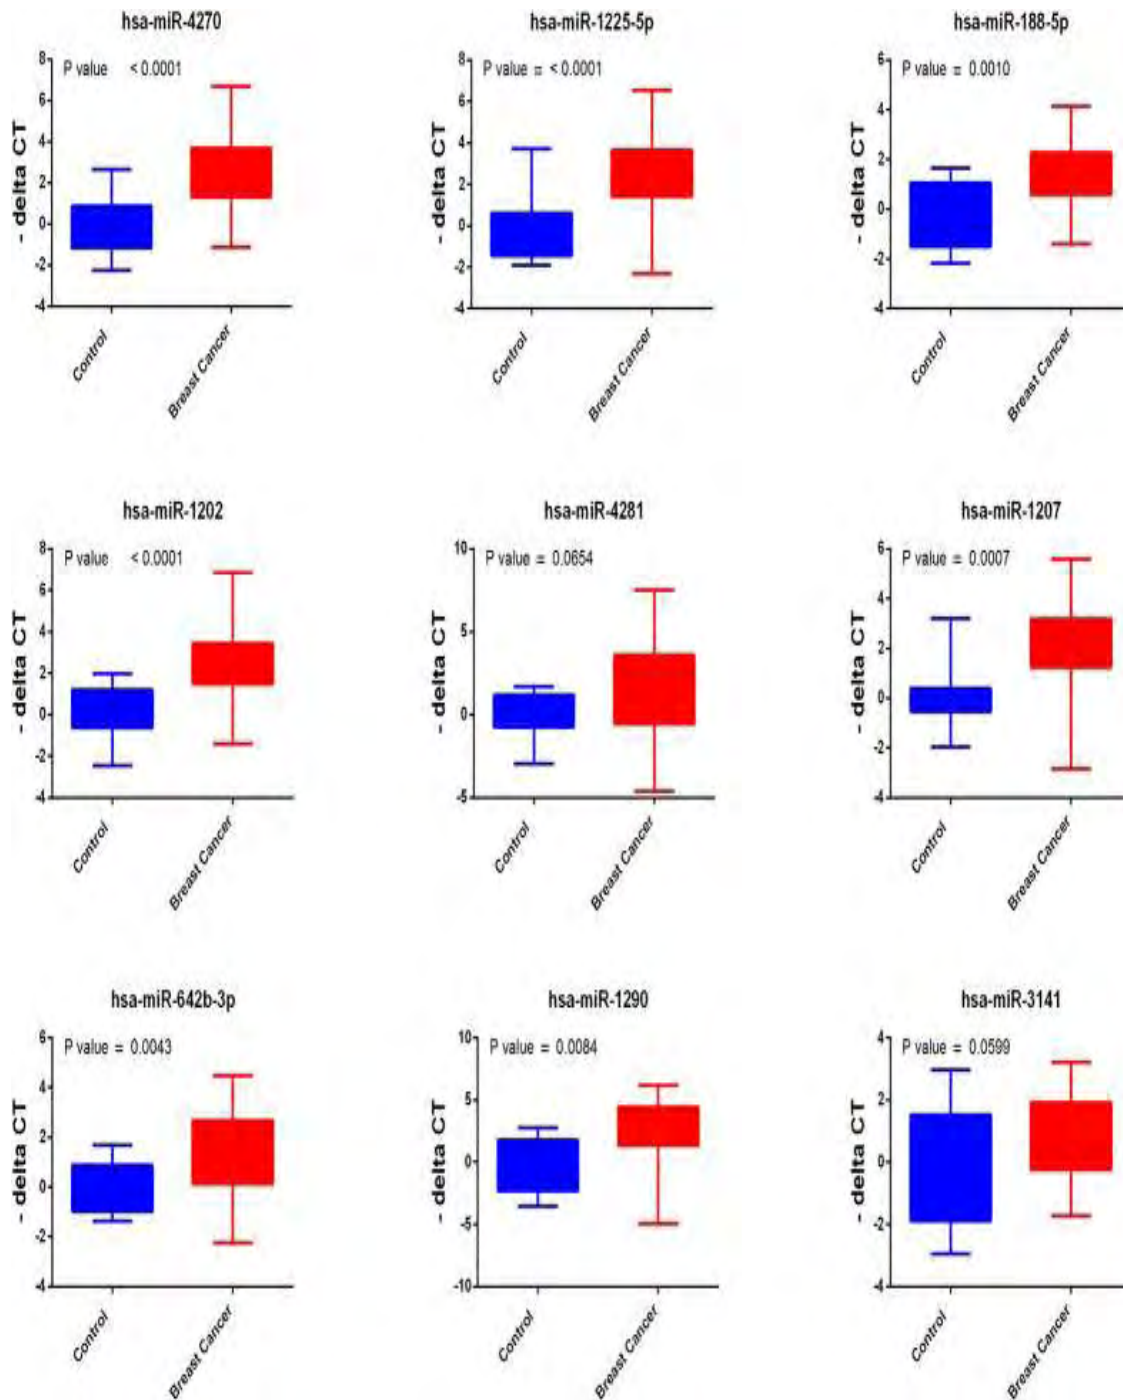 hsa-miR-4270
P value < 0.0001
- delta CT
8
6
4
2
0
-2
-4
Control
Breast Cancer
hsa-miR-1225-5p
P value = < 0.0001
- delta CT
8
6
4
2
0
-2
-4
Control
Breast Cancer
hsa-miR-188-5p
P value = 0.0010
- delta CT
6
4
2
0
-2
-4
Control
Breast Cancer
hsa-miR-1202
P value < 0.0001
- delta CT
8
6
4
2
0
-2
-4
Control
Breast Cancer
hsa-miR-4281
P value = 0.0654
- delta CT
10
5
0
-5
Control
Breast Cancer
hsa-miR-1207
P value = 0.0007
- delta CT
6
4
2
0
-2
-4
Control
Breast Cancer
hsa-miR-642b-3p
P value = 0.0043
- delta CT
6
4
2
0
-2
-4
Control
Breast Cancer
hsa-miR-1290
P value = 0.0084
- delta CT
10
5
0
-5
-10
Control
Breast Cancer
hsa-miR-3141
P value = 0.0599
- delta CT
4
2
0
-2
-4
Control
Breast Cancer